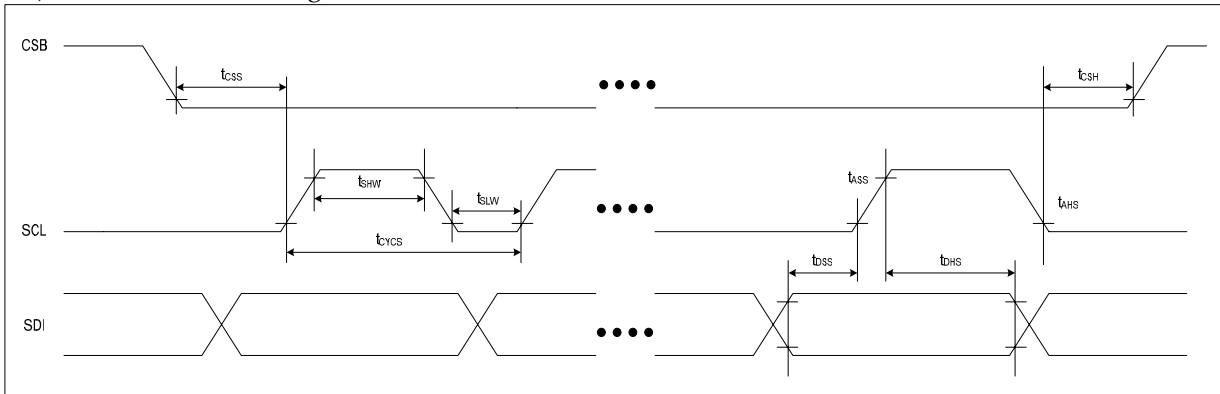 CSB
tCSS
tCSH
tSHW
tSLW
tASS
SCL
tAHS
tCYCS
tDSS
tDHS
SDI